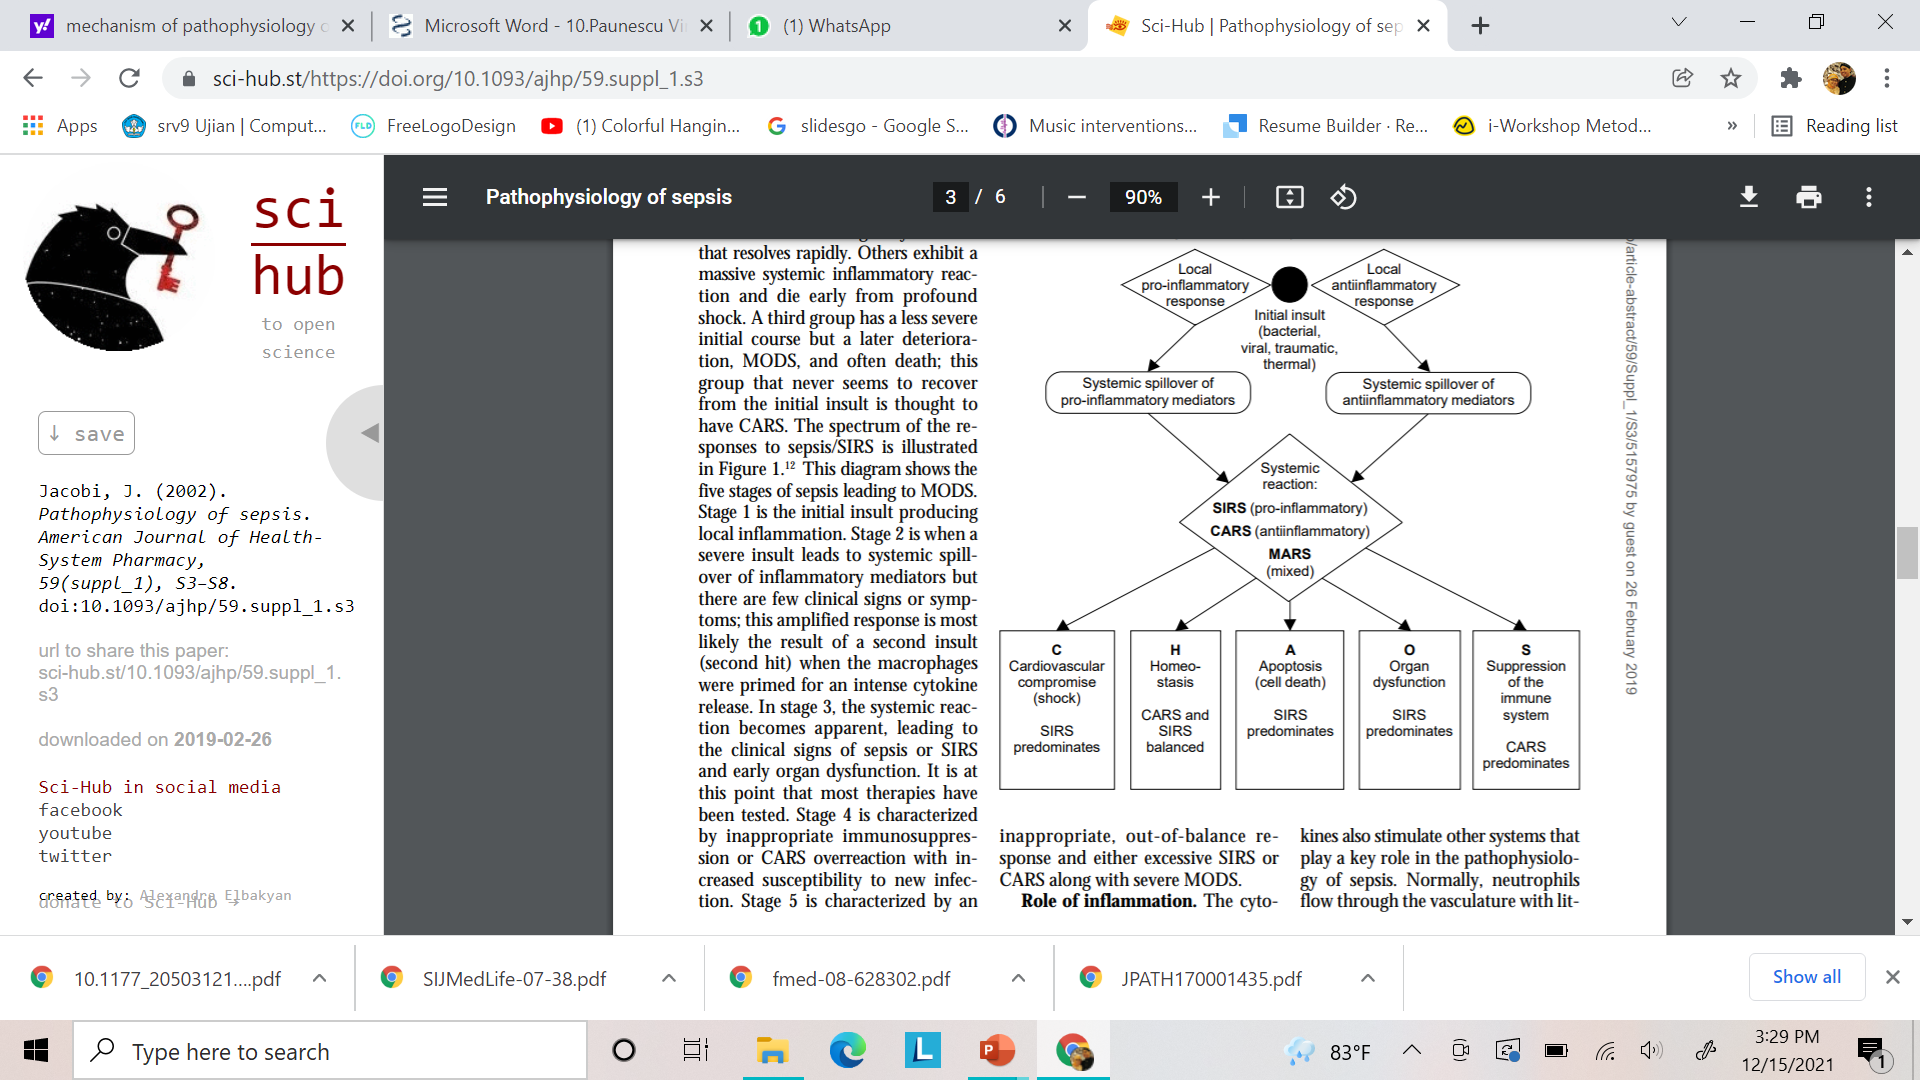 mechanism of pathophysiology o
Microsoft Word - 10.Paunescu Vi
(1) WhatsApp
Sci-Hub | Pathophysiology of sep
sci-hub.st/https://doi.org/10.1093/ajhp/59.suppl_1.s3
Apps
srv9 Ujian | Comput...
FLD
FreeLogoDesign
(1) Colorful Hangin...
slidesgo - Google S...
Music interventions...
Resume Builder · Re...
i-Workshop Metod...
»
Reading list
sci
hub
to open
science
↓ save
Jacobi, J. (2002).
Pathophysiology of sepsis.
American Journal of Health-
System Pharmacy,
59(suppl_1), S3–S8.
doi:10.1093/ajhp/59.suppl_1.s3
url to share this paper:
sci-hub.st/10.1093/ajhp/59.suppl_1.
s3
downloaded on 2019-02-26
Sci-Hub in social media
facebook
youtube
twitter
created by: Alexandra Elbakyan
donate to Sci-Hub →
Pathophysiology of sepsis
3 / 6
90%
that resolves rapidly. Others exhibit a
massive systemic inflammatory reac-
tion and die early from profound
shock. A third group has a less severe
initial course but a later deteriora-
tion, MODS, and often death; this
group that never seems to recover
from the initial insult is thought to
have CARS. The spectrum of the re-
sponses to sepsis/SIRS is illustrated
in Figure 1.12 This diagram shows the
five stages of sepsis leading to MODS.
Stage 1 is the initial insult producing
local inflammation. Stage 2 is when a
severe insult leads to systemic spill-
over of inflammatory mediators but
there are few clinical signs or symp-
toms; this amplified response is most
likely the result of a second insult
(second hit) when the macrophages
were primed for an intense cytokine
release. In stage 3, the systemic reac-
tion becomes apparent, leading to
the clinical signs of sepsis or SIRS
and early organ dysfunction. It is at
this point that most therapies have
been tested. Stage 4 is characterized
by inappropriate immunosuppres-
sion or CARS overreaction with in-
creased susceptibility to new infec-
tion. Stage 5 is characterized by an
Local
pro-inflammatory
response
Local
antiinflammatory
response
Initial insult
(bacterial,
viral, traumatic,
thermal)
Systemic spillover of
pro-inflammatory mediators
Systemic spillover of
antiinflammatory mediators
Systemic
reaction:
SIRS (pro-inflammatory)
CARS (antiinflammatory)
MARS
(mixed)
C
Cardiovascular
compromise
(shock)
SIRS
predominates
H
Homeo-
stasis
CARS and
SIRS
balanced
A
Apoptosis
(cell death)
SIRS
predominates
O
Organ
dysfunction
SIRS
predominates
S
Suppression
of the
immune
system
CARS
predominates
inappropriate, out-of-balance re-
sponse and either excessive SIRS or
CARS along with severe MODS.
Role of inflammation. The cyto-
kines also stimulate other systems that
play a key role in the pathophysiolo-
gy of sepsis. Normally, neutrophils
flow through the vasculature with lit-
/article-abstract/59/Suppl_1/S3/5157975 by guest on 26 February 2019
10.1177_20503121....pdf
SIJMedLife-07-38.pdf
fmed-08-628302.pdf
JPATH170001435.pdf
Show all
Type here to search
L
P
83°F
3:29 PM
12/15/2021
1